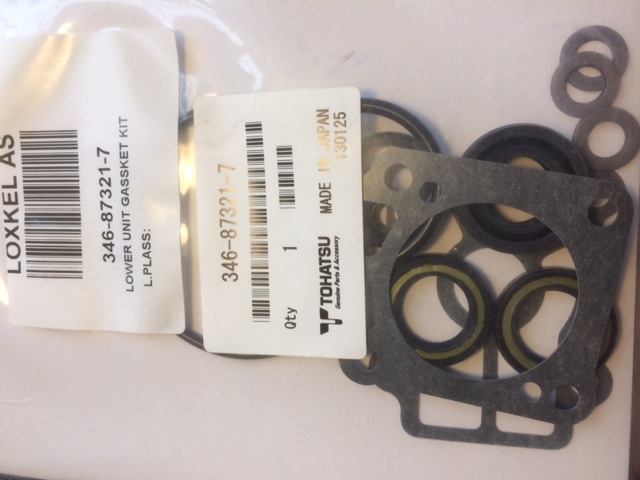 LOXKEL AS
346-87321-7
LOWER UNIT GASSKET KIT
L.PLASS:
346-87321-7
Qty 1
TOHATSU
Genuine Parts & Accessory
MADE IN JAPAN
130125